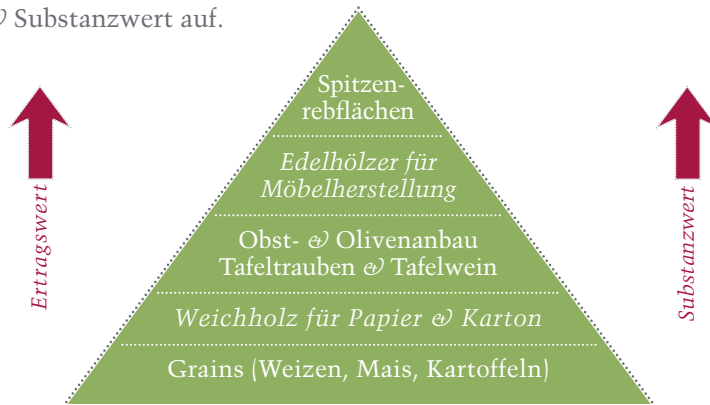 & Substanzwert auf.
Spitzen-
rebflächen
Edelhölzer für
Möbelherstellung
Obst- & Olivenanbau
Tafeltrauben & Tafelwein
Weichholz für Papier & Karton
Grains (Weizen, Mais, Kartoffeln)
Ertragswert
Substanzwert